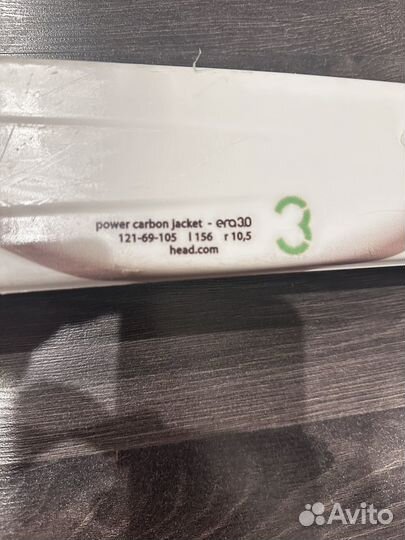 power carbon jacket - era3.0
121-69-105 l 156 r 10,5
head.com
3
Avito